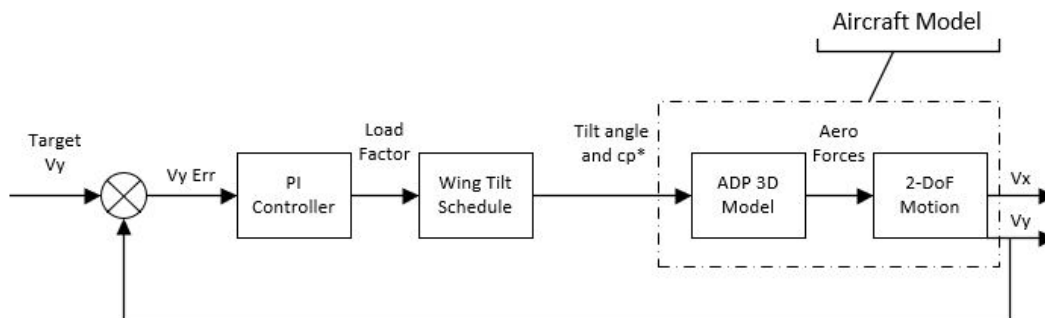 Aircraft Model
Target
Vy
Vy Err
PI
Controller
Load
Factor
Wing Tilt
Schedule
Tilt angle
and cp*
ADP 3D
Model
Aero
Forces
2-DoF
Motion
Vx
Vy